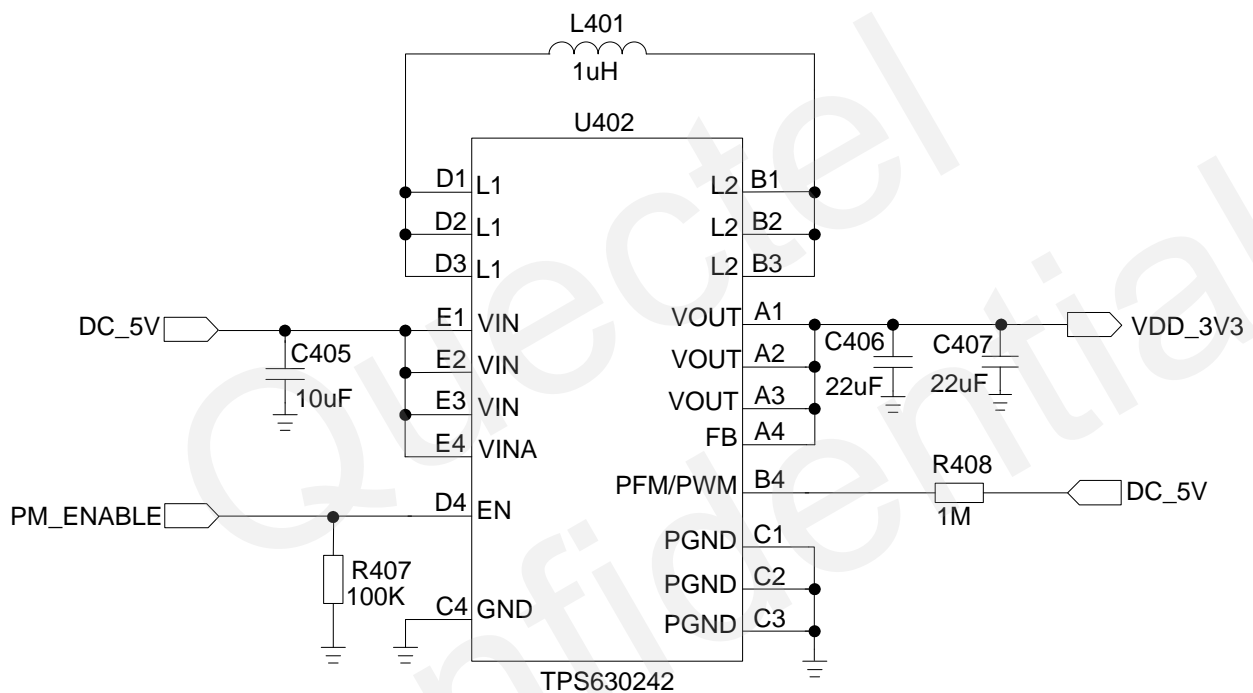 L401
1uH
U402
D1 L1 L2 B1
D2 L1 L2 B2
D3 L1 L2 B3
DC_5V E1 VIN VOUT A1 VDD_3V3
C405 E2 VIN VOUT A2 C406 C407
10uF E3 VIN VOUT A3 22uF 22uF
E4 VINA FB A4
PFM/PWM B4 R408 DC_5V
1M
PM_ENABLE D4 EN
PGND C1
R407 PGND C2
100K C4 GND PGND C3
TPS630242
Quectel
Confidential